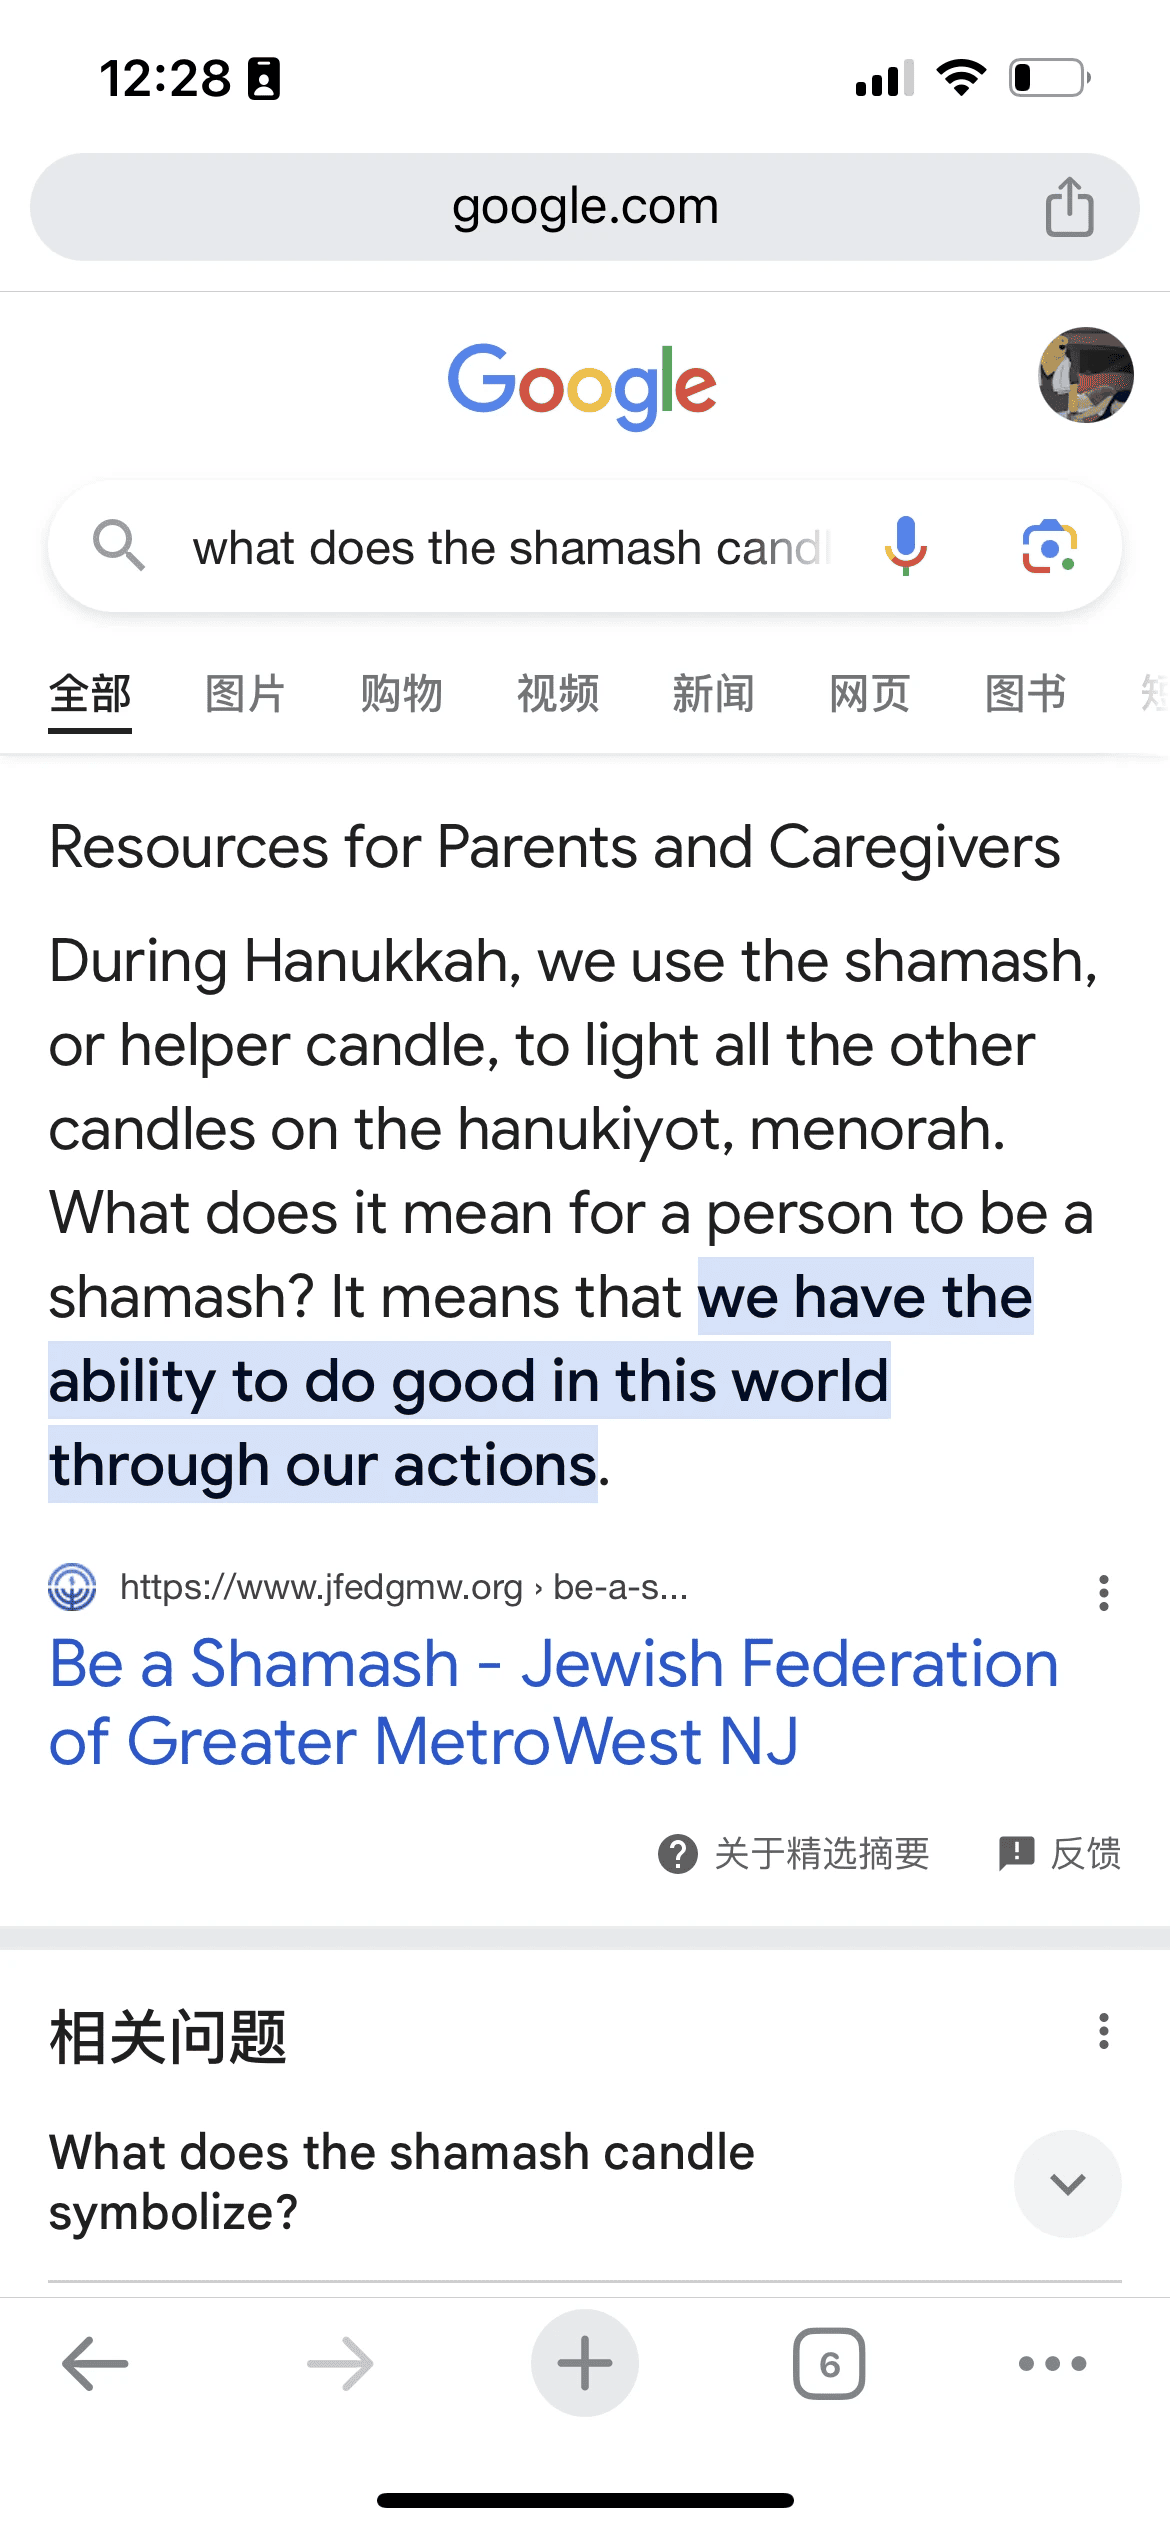 12:28
google.com
Google
what does the shamash candl
全部 图片 购物 视频 新闻 网页 图书 短
Resources for Parents and Caregivers
During Hanukkah, we use the shamash,
or helper candle, to light all the other
candles on the hanukiyot, menorah.
What does it mean for a person to be a
shamash? It means that we have the
ability to do good in this world
through our actions.
https://www.jfedgmw.org › be-a-s...
Be a Shamash - Jewish Federation
of Greater MetroWest NJ
关于精选摘要 反馈
相关问题
What does the shamash candle
symbolize?
6